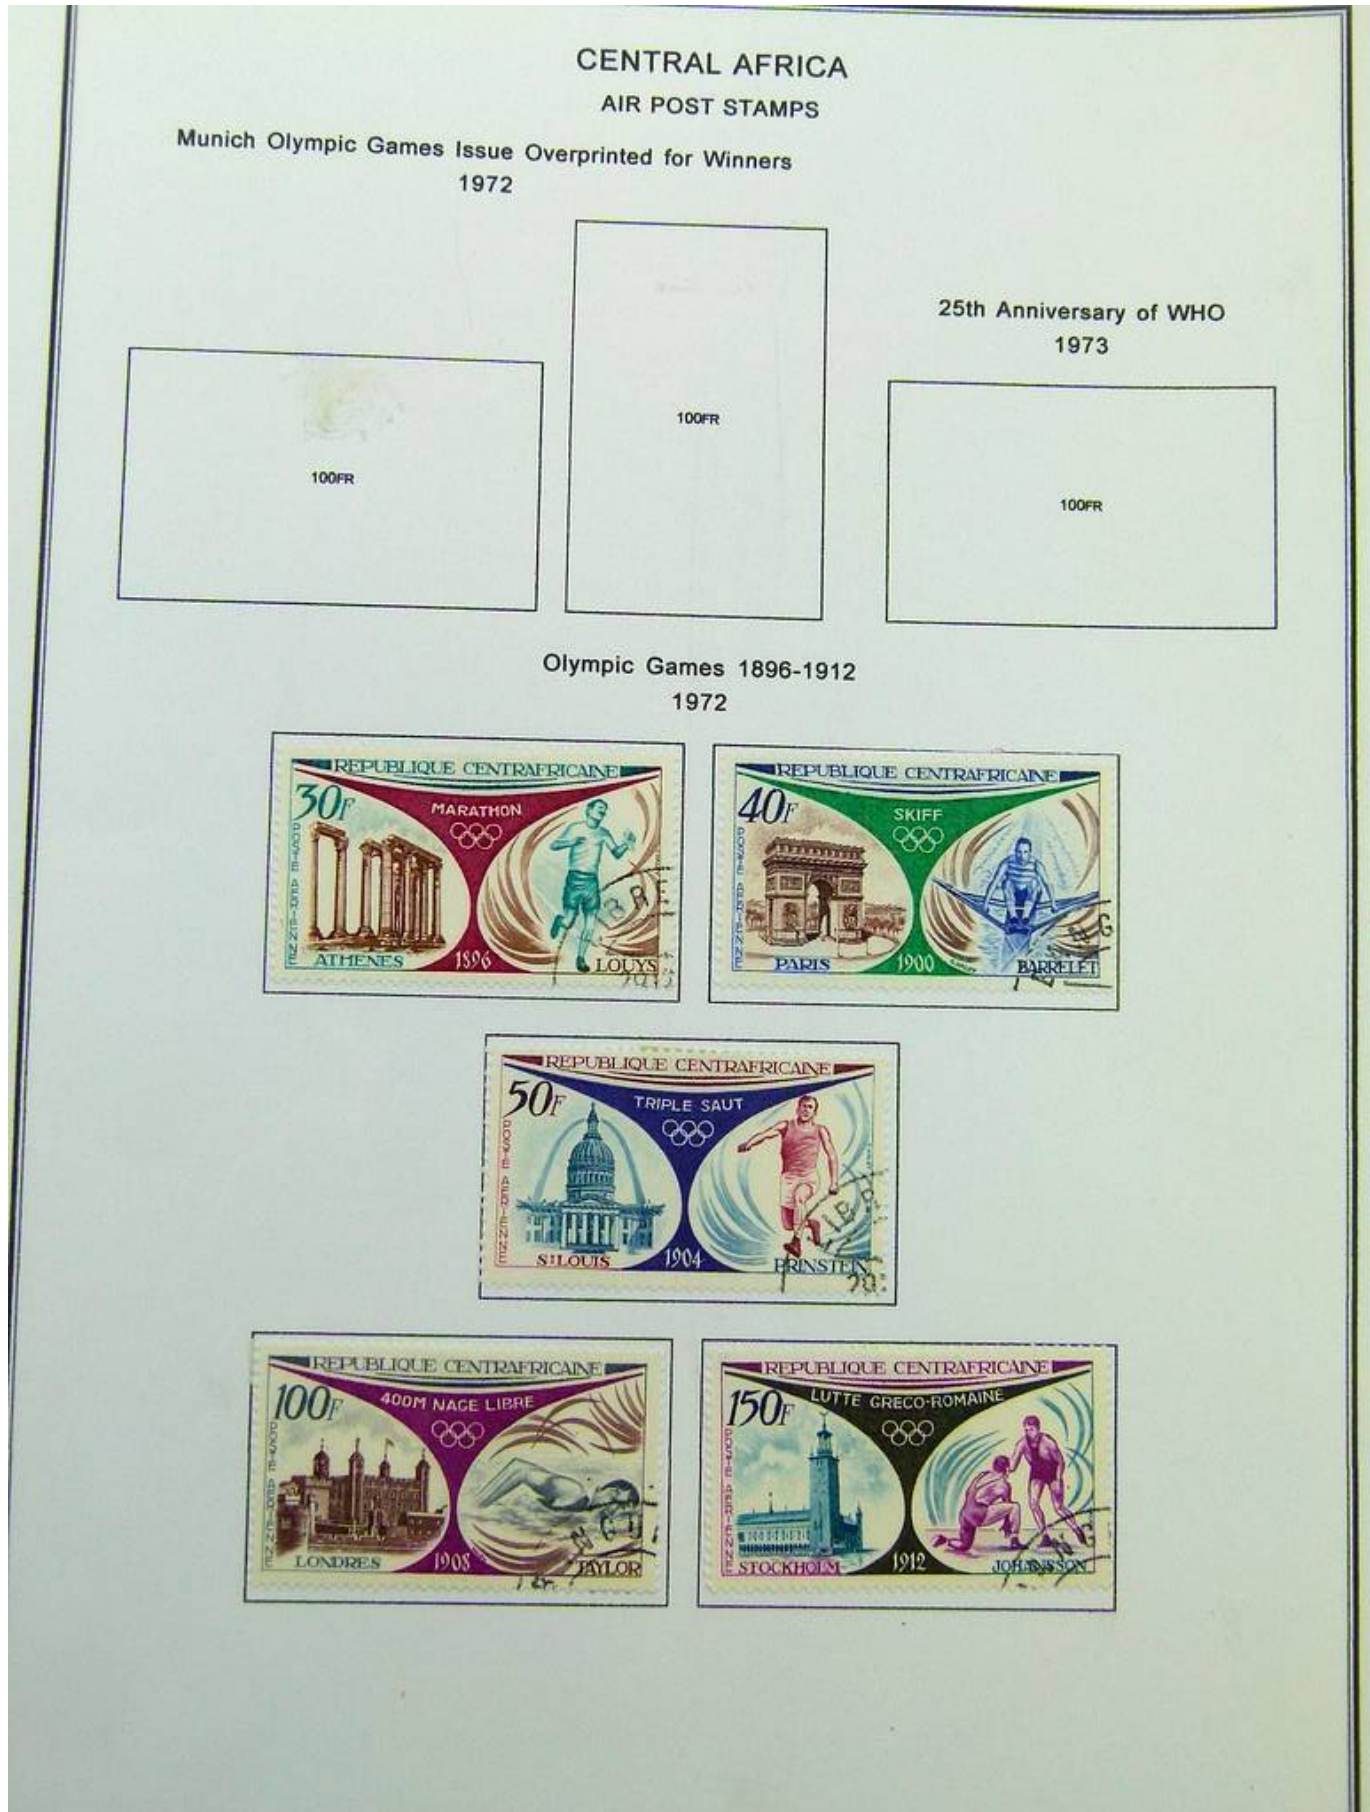 CENTRAL AFRICA
AIR POST STAMPS
Munich Olympic Games Issue Overprinted for Winners
1972
25th Anniversary of WHO
1973
100FR
100FR
100FR
Olympic Games 1896-1912
1972
REPUBLIQUE CENTRAFRICAINE
30F
MARATHON
POSTE AERIENNE
ATHENES
1896
LOUYS
REPUBLIQUE CENTRAFRICAINE
40F
SKIFF
POSTE AERIENNE
PARIS
1900
BARRELET
REPUBLIQUE CENTRAFRICAINE
50F
TRIPLE SAUT
POSTE AERIENNE
ST LOUIS
1904
PRINSTEIN
REPUBLIQUE CENTRAFRICAINE
100F
400M NAGE LIBRE
POSTE AERIENNE
LONDRES
1908
TAYLOR
REPUBLIQUE CENTRAFRICAINE
150F
LUTTE GRECO-ROMAINE
POSTE AERIENNE
STOCKHOLM
1912
JOHANSSON